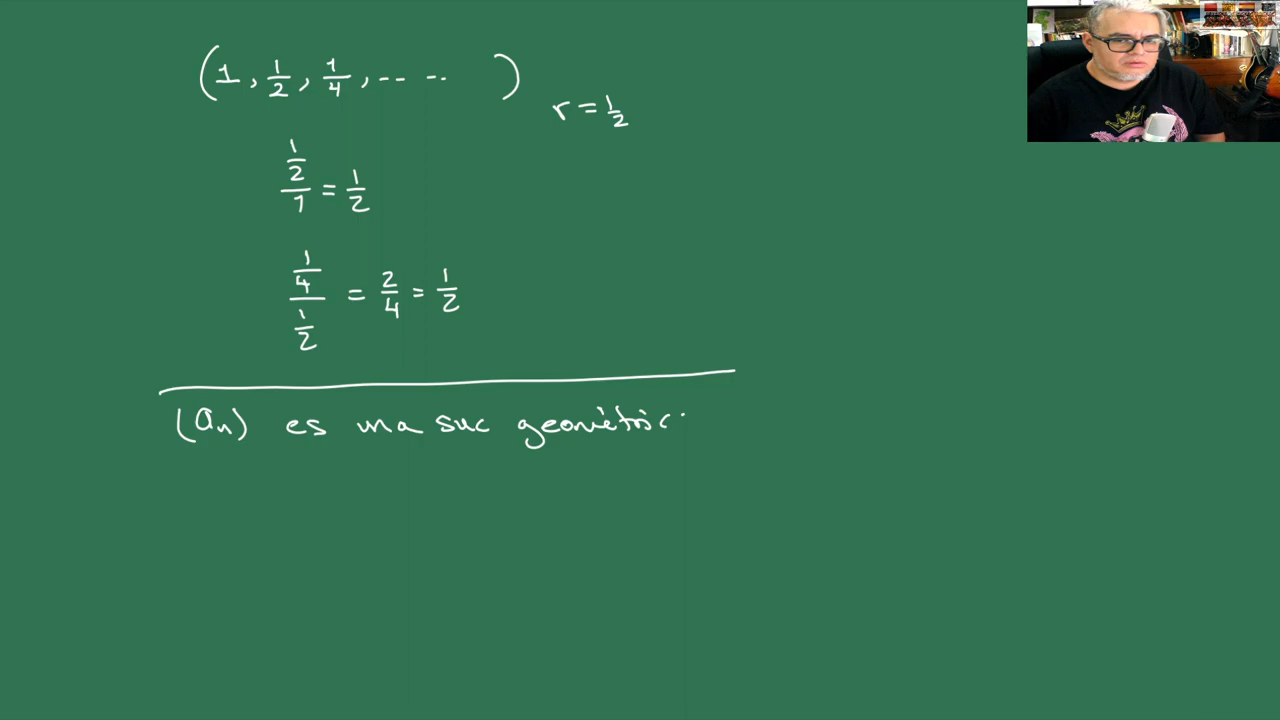 (1, 1/2, 1/4, .... )
r = 1/2
(1/2)/1 = 1/2
(1/4)/(1/2) = 2/4 = 1/2
(an) es una suc geométric